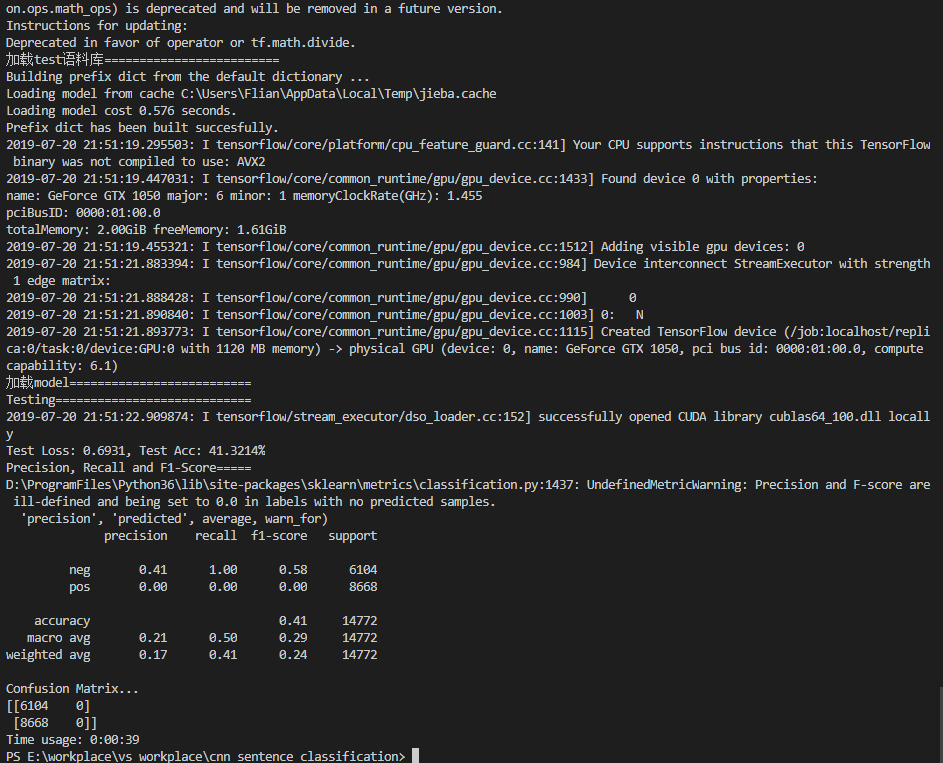 on.ops.math_ops) is deprecated and will be removed in a future version.
Instructions for updating:
Deprecated in favor of operator or tf.math.divide.
加载test语料库=========================
Building prefix dict from the default dictionary ...
Loading model from cache C:\Users\Flian\AppData\Local\Temp\jieba.cache
Loading model cost 0.576 seconds.
Prefix dict has been built succesfully.
2019-07-20 21:51:19.295503: I tensorflow/core/platform/cpu_feature_guard.cc:141] Your CPU supports instructions that this TensorFlow
 binary was not compiled to use: AVX2
2019-07-20 21:51:19.447031: I tensorflow/core/common_runtime/gpu/gpu_device.cc:1433] Found device 0 with properties:
name: GeForce GTX 1050 major: 6 minor: 1 memoryClockRate(GHz): 1.455
pciBusID: 0000:01:00.0
totalMemory: 2.00GiB freeMemory: 1.61GiB
2019-07-20 21:51:19.455321: I tensorflow/core/common_runtime/gpu/gpu_device.cc:1512] Adding visible gpu devices: 0
2019-07-20 21:51:21.883394: I tensorflow/core/common_runtime/gpu/gpu_device.cc:984] Device interconnect StreamExecutor with strength
 1 edge matrix:
2019-07-20 21:51:21.888428: I tensorflow/core/common_runtime/gpu/gpu_device.cc:990]      0
2019-07-20 21:51:21.890840: I tensorflow/core/common_runtime/gpu/gpu_device.cc:1003] 0:   N
2019-07-20 21:51:21.893773: I tensorflow/core/common_runtime/gpu/gpu_device.cc:1115] Created TensorFlow device (/job:localhost/repli
ca:0/task:0/device:GPU:0 with 1120 MB memory) -> physical GPU (device: 0, name: GeForce GTX 1050, pci bus id: 0000:01:00.0, compute
capability: 6.1)
加载model==========================
Testing============================
2019-07-20 21:51:22.909874: I tensorflow/stream_executor/dso_loader.cc:152] successfully opened CUDA library cublas64_100.dll locall
y
Test Loss: 0.6931, Test Acc: 41.3214%
Precision, Recall and F1-Score=====
D:\ProgramFiles\Python36\lib\site-packages\sklearn\metrics\classification.py:1437: UndefinedMetricWarning: Precision and F-score are
 ill-defined and being set to 0.0 in labels with no predicted samples.
  'precision', 'predicted', average, warn_for)
              precision    recall  f1-score   support
         neg       0.41      1.00      0.58      6104
         pos       0.00      0.00      0.00      8668
    accuracy                           0.41     14772
   macro avg       0.21      0.50      0.29     14772
weighted avg       0.17      0.41      0.24     14772
Confusion Matrix...
[[6104    0]
 [8668    0]]
Time usage: 0:00:39
PS E:\workplace\vs workplace\cnn sentence classification>